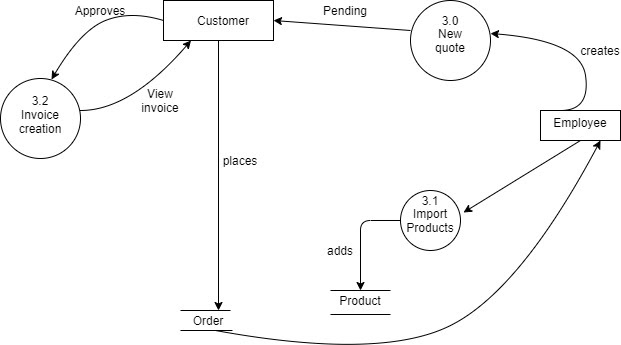 Approves
Customer
Pending
3.0
New
quote
creates
3.2
Invoice
creation
View
invoice
Employee
places
3.1
Import
Products
adds
Product
Order